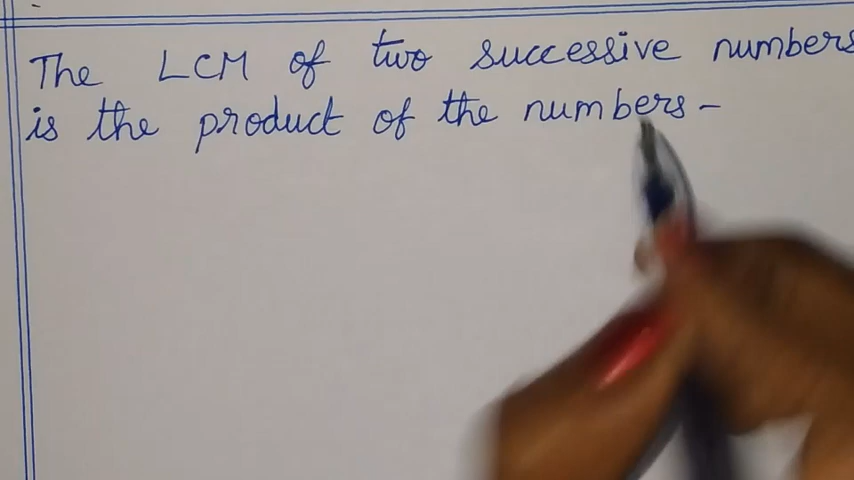 The LCM of two successive numbers
is the product of the numbers -